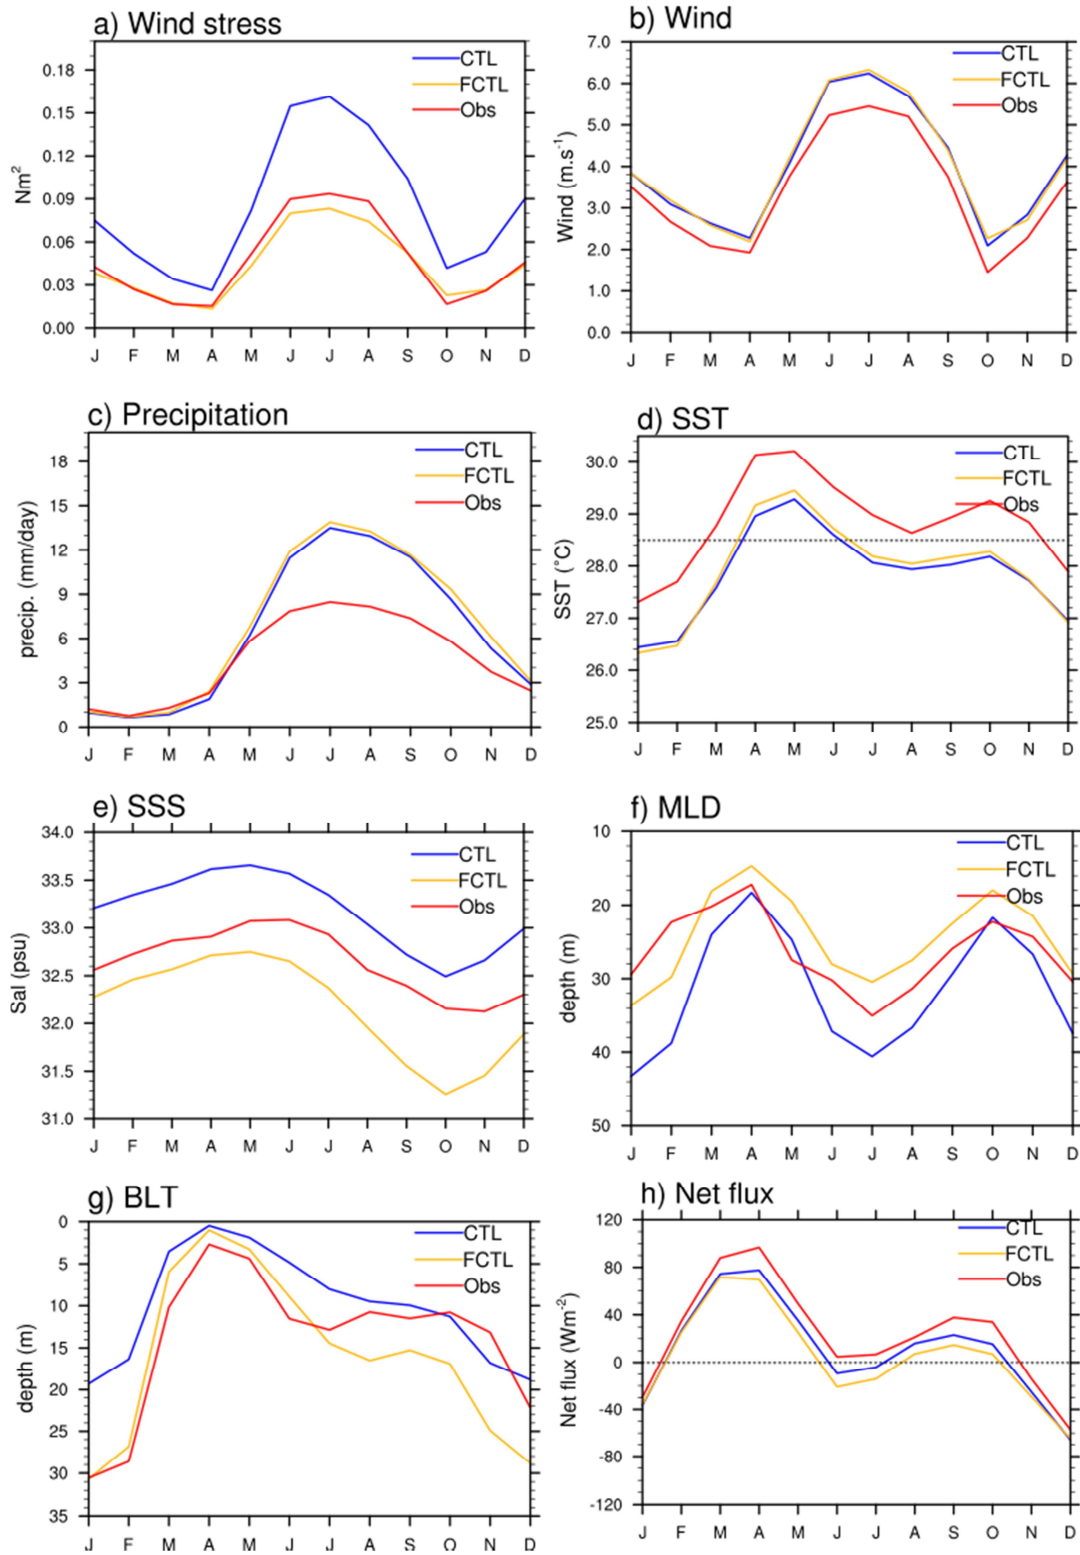 a) Wind stress
Nm2
0.18
0.15
0.12
0.09
0.06
0.03
0.00
CTL
FCTL
Obs
J F M A M J J A S O N D
b) Wind
Wind (m.s-1)
7.0
6.0
5.0
4.0
3.0
2.0
1.0
0.0
CTL
FCTL
Obs
J F M A M J J A S O N D
c) Precipitation
precip. (mm/day)
18
15
12
9
6
3
0
CTL
FCTL
Obs
J F M A M J J A S O N D
d) SST
SST (°C)
30.0
29.0
28.0
27.0
26.0
25.0
CTL
FCTL
Obs
J F M A M J J A S O N D
e) SSS
Sal (psu)
34.0
33.5
33.0
32.5
32.0
31.5
31.0
CTL
FCTL
Obs
J F M A M J J A S O N D
f) MLD
depth (m)
10
20
30
40
50
CTL
FCTL
Obs
J F M A M J J A S O N D
g) BLT
depth (m)
0
5
10
15
20
25
30
35
CTL
FCTL
Obs
J F M A M J J A S O N D
h) Net flux
Net flux (Wm-2)
120
80
40
0
-40
-80
-120
CTL
FCTL
Obs
J F M A M J J A S O N D